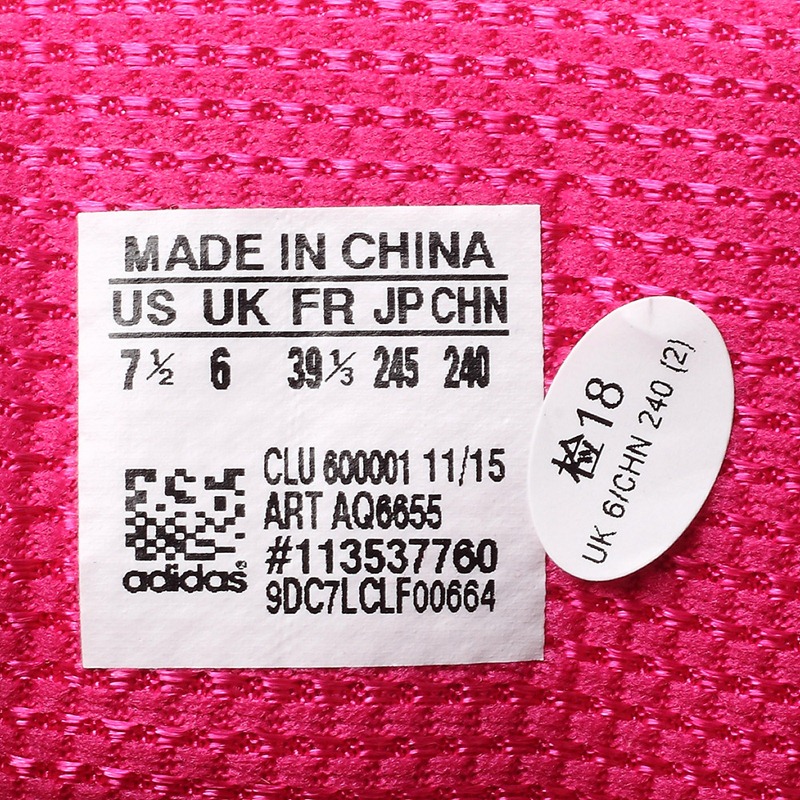 MADE IN CHINA
US UK FR JP CHN
7½ 6 39⅓ 245 240
CLU 600001 11/15
ART AQ6655
#113537760
9DC7LCLF00664
adidas®
检18
UK 6/CHN 240 (2)